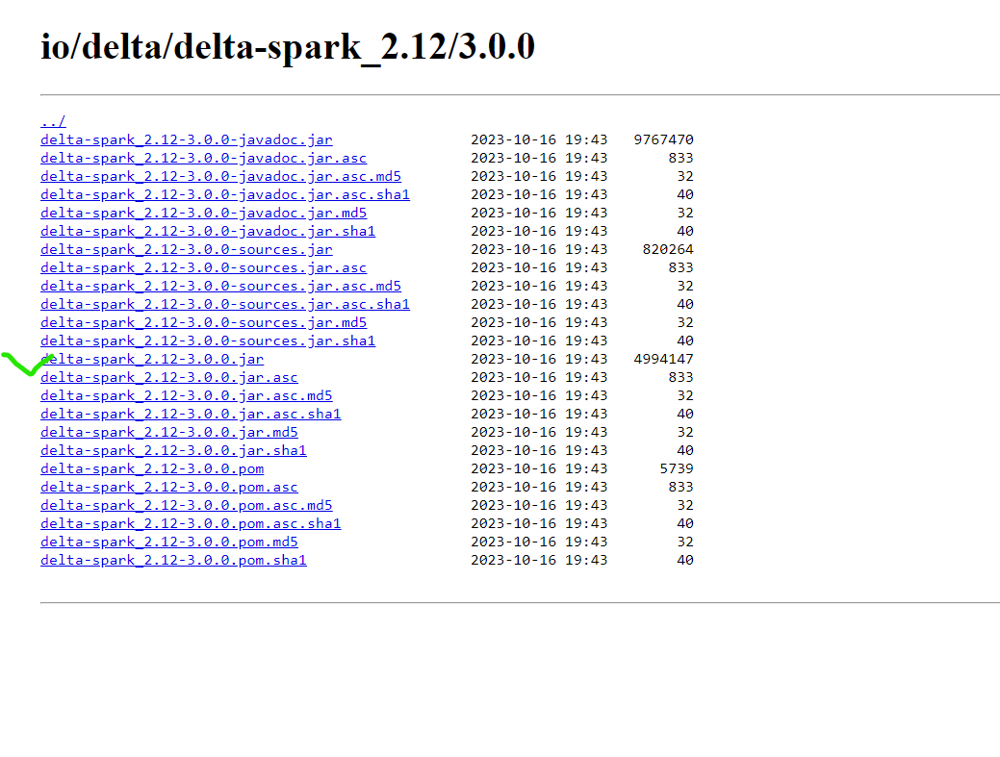 io/delta/delta-spark_2.12/3.0.0
../
delta-spark_2.12-3.0.0-javadoc.jar 2023-10-16 19:43 9767470
delta-spark_2.12-3.0.0-javadoc.jar.asc 2023-10-16 19:43 833
delta-spark_2.12-3.0.0-javadoc.jar.asc.md5 2023-10-16 19:43 32
delta-spark_2.12-3.0.0-javadoc.jar.asc.sha1 2023-10-16 19:43 40
delta-spark_2.12-3.0.0-javadoc.jar.md5 2023-10-16 19:43 32
delta-spark_2.12-3.0.0-javadoc.jar.sha1 2023-10-16 19:43 40
delta-spark_2.12-3.0.0-sources.jar 2023-10-16 19:43 820264
delta-spark_2.12-3.0.0-sources.jar.asc 2023-10-16 19:43 833
delta-spark_2.12-3.0.0-sources.jar.asc.md5 2023-10-16 19:43 32
delta-spark_2.12-3.0.0-sources.jar.asc.sha1 2023-10-16 19:43 40
delta-spark_2.12-3.0.0-sources.jar.md5 2023-10-16 19:43 32
delta-spark_2.12-3.0.0-sources.jar.sha1 2023-10-16 19:43 40
delta-spark_2.12-3.0.0.jar 2023-10-16 19:43 4994147
delta-spark_2.12-3.0.0.jar.asc 2023-10-16 19:43 833
delta-spark_2.12-3.0.0.jar.asc.md5 2023-10-16 19:43 32
delta-spark_2.12-3.0.0.jar.asc.sha1 2023-10-16 19:43 40
delta-spark_2.12-3.0.0.jar.md5 2023-10-16 19:43 32
delta-spark_2.12-3.0.0.jar.sha1 2023-10-16 19:43 40
delta-spark_2.12-3.0.0.pom 2023-10-16 19:43 5739
delta-spark_2.12-3.0.0.pom.asc 2023-10-16 19:43 833
delta-spark_2.12-3.0.0.pom.asc.md5 2023-10-16 19:43 32
delta-spark_2.12-3.0.0.pom.asc.sha1 2023-10-16 19:43 40
delta-spark_2.12-3.0.0.pom.md5 2023-10-16 19:43 32
delta-spark_2.12-3.0.0.pom.sha1 2023-10-16 19:43 40